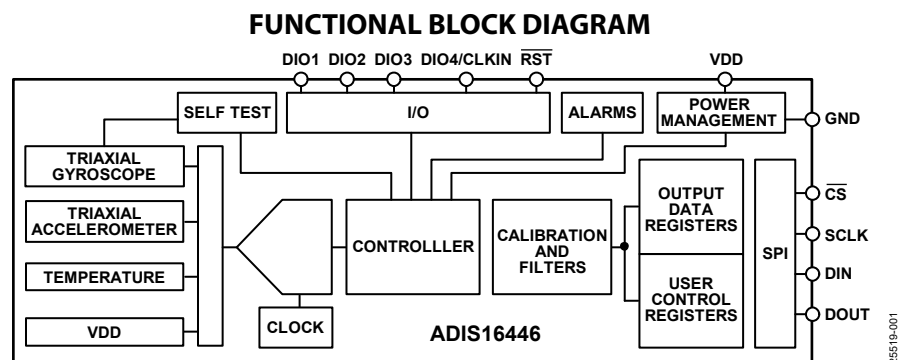 FUNCTIONAL BLOCK DIAGRAM
DIO1 DIO2 DIO3 DIO4/CLKIN RST VDD
SELF TEST
I/O
ALARMS
POWER
MANAGEMENT
GND
TRIAXIAL
GYROSCOPE
TRIAXIAL
ACCELEROMETER
TEMPERATURE
VDD
CLOCK
CONTROLLLER
CALIBRATION
AND
FILTERS
OUTPUT
DATA
REGISTERS
USER
CONTROL
REGISTERS
SPI
CS
SCLK
DIN
DOUT
ADIS16446
25519-001